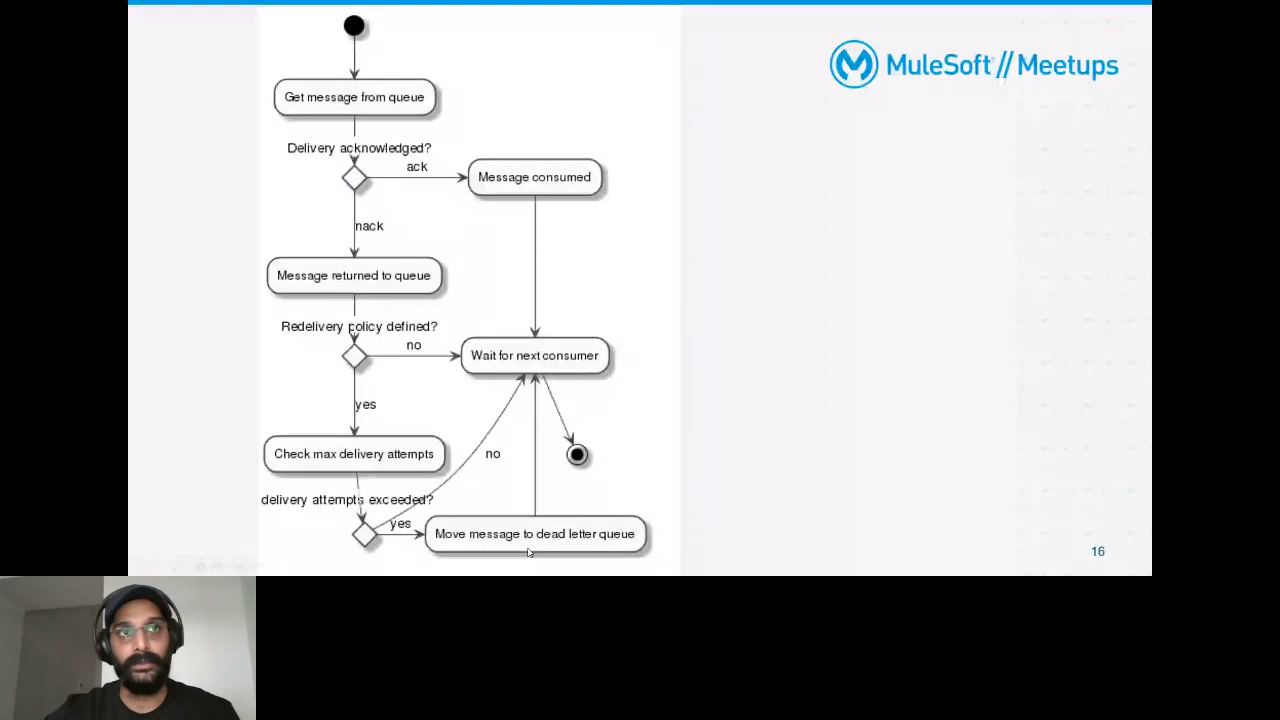 MuleSoft // Meetups
Get message from queue
Delivery acknowledged?
ack
Message consumed
nack
Message returned to queue
Redelivery policy defined?
no
Wait for next consumer
yes
Check max delivery attempts
no
delivery attempts exceeded?
yes
Move message to dead letter queue
16